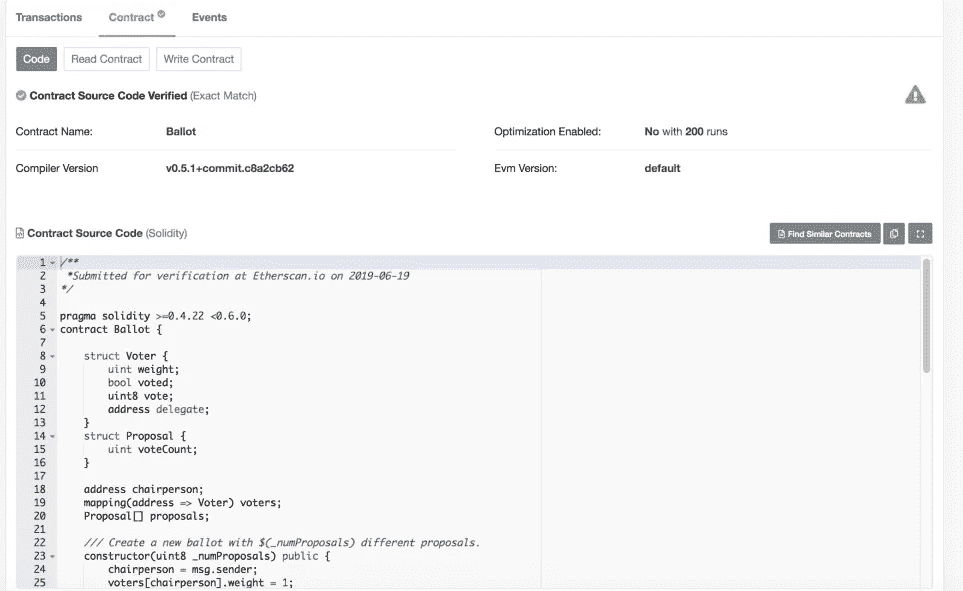 Transactions Contract Events
Code Read Contract Write Contract
Contract Source Code Verified (Exact Match)
Contract Name: Ballot Optimization Enabled: No with 200 runs
Compiler Version v0.5.1+commit.c8a2cb62 Evm Version: default
Contract Source Code (Solidity) Find Similar Contracts
1 /**
2 *Submitted for verification at Etherscan.io on 2019-06-19
3 */
4
5 pragma solidity >=0.4.22 <0.6.0;
6 contract Ballot {
7
8 struct Voter {
9 uint weight;
10 bool voted;
11 uint8 vote;
12 address delegate;
13 }
14 struct Proposal {
15 uint voteCount;
16 }
17
18 address chairperson;
19 mapping(address => Voter) voters;
20 Proposal[] proposals;
21
22 /// Create a new ballot with $(_numProposals) different proposals.
23 constructor(uint8 _numProposals) public {
24 chairperson = msg.sender;
25 voters[chairperson].weight = 1;